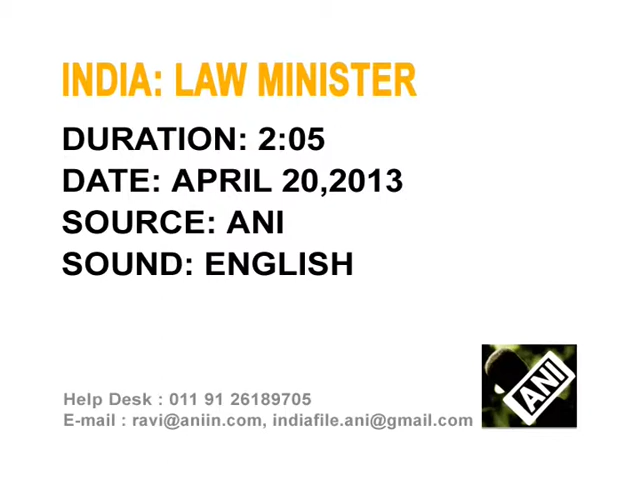 INDIA: LAW MINISTER
DURATION: 2:05
DATE: APRIL 20,2013
SOURCE: ANI
SOUND: ENGLISH
Help Desk : 011 91 26189705
E-mail : ravi@aniin.com, indiafile.ani@gmail.com
ANI